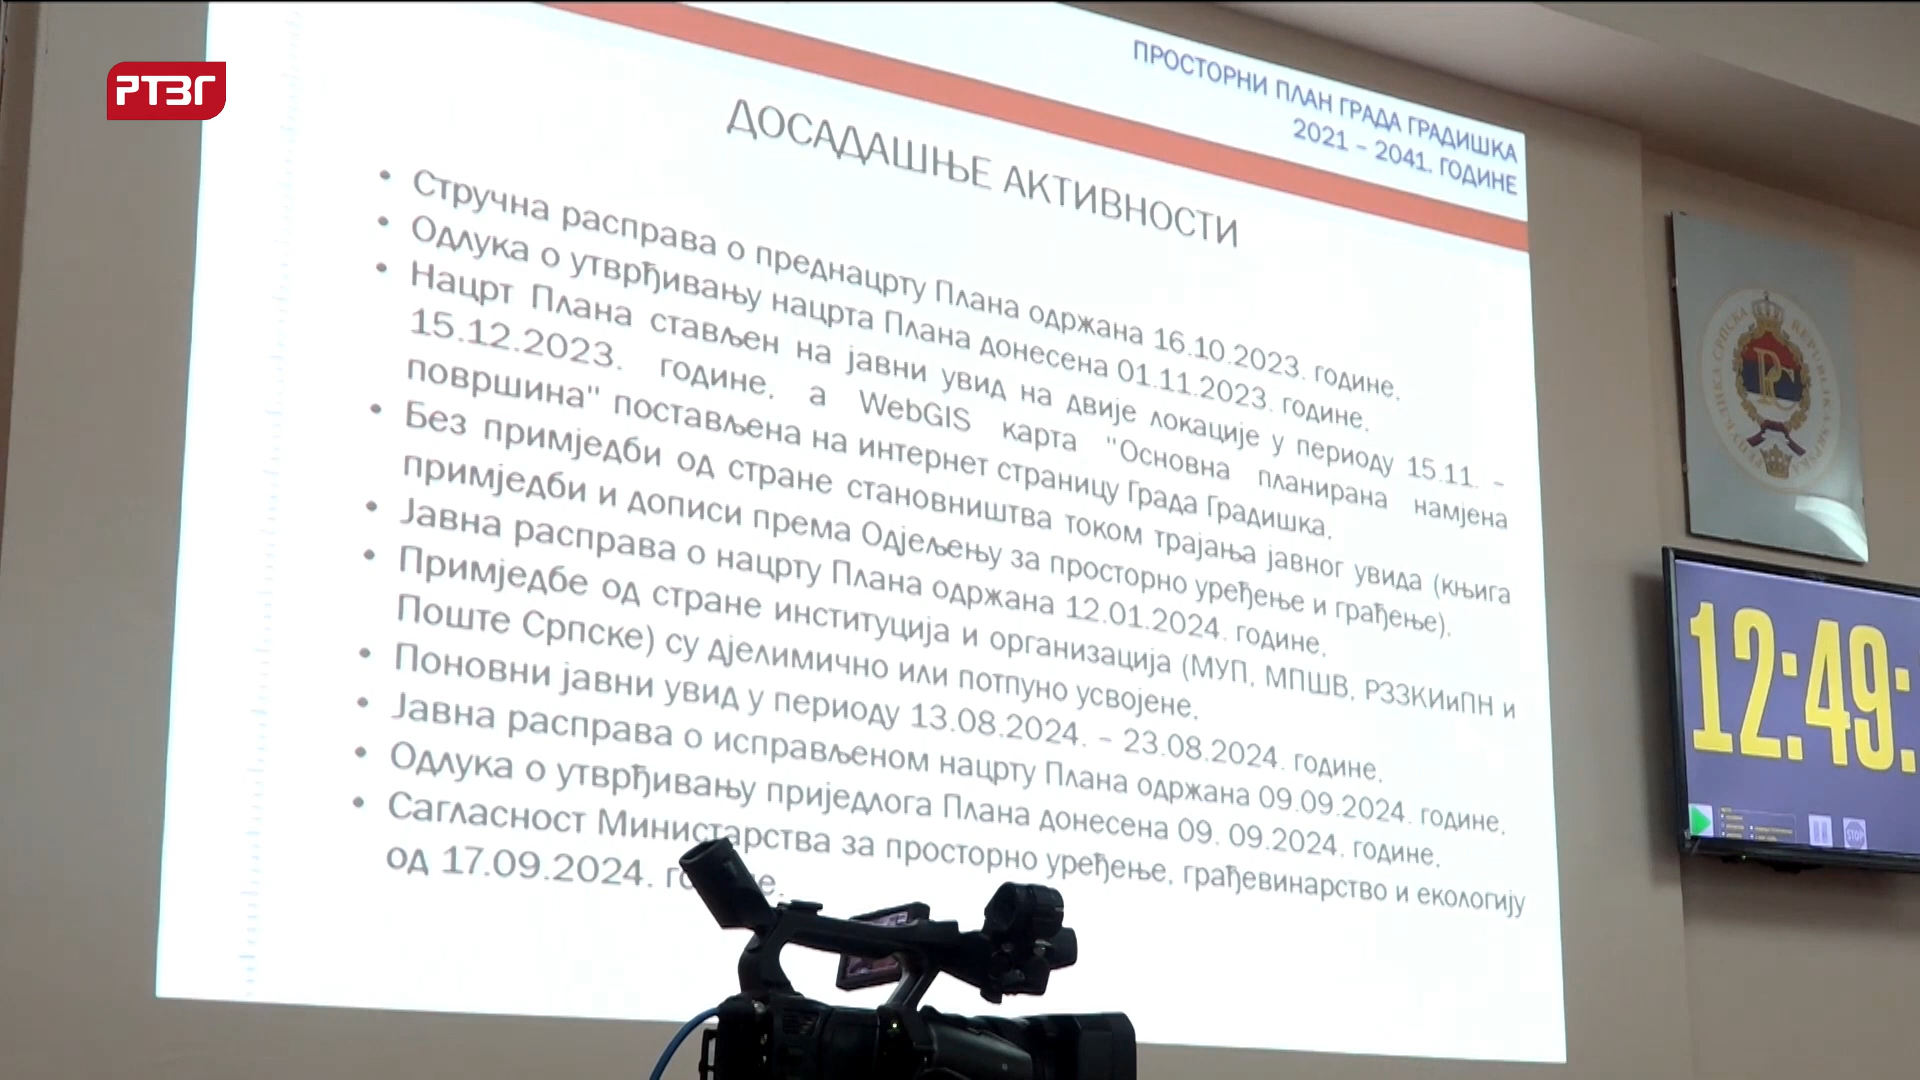 РТВГ
ПРОСТОРНИ ПЛАН ГРАДА ГРАДИШКА
2021 – 2041. ГОДИНЕ
ДОСАДАШЊЕ АКТИВНОСТИ
• Стручна расправа о преднацрту Плана одржана 16.10.2023. године.
• Одлука о утврђивању нацрта Плана донесена 01.11.2023. године.
• Нацрт Плана стављен на јавни увид на двије локације у периоду 15.11. –
15.12.2023. године, а WebGIS карта "Основна планирана намјена
површина" постављена на интернет страницу Града Градишка.
• Без примједби од стране становништва током трајања јавног увида (књига
примједби и дописи према Одјељењу за просторно уређење и грађење).
• Јавна расправа о нацрту Плана одржана 12.01.2024. године.
• Примједбе од стране институција и организација (МУП, МПШВ, РЗЗКИиПН и
Поште Српске) су дјелимично или потпуно усвојене.
• Поновни јавни увид у периоду 13.08.2024. – 23.08.2024. године.
• Јавна расправа о исправљеном нацрту Плана одржана 09.09.2024. године.
• Одлука о утврђивању приједлога Плана донесена 09. 09.2024. године.
• Сагласност Министарства за просторно уређење, грађевинарство и екологију
од 17.09.2024.
РЕПУБЛИКА СРПСКА REPUBLIKA SRPSKA
12:49:
STOP